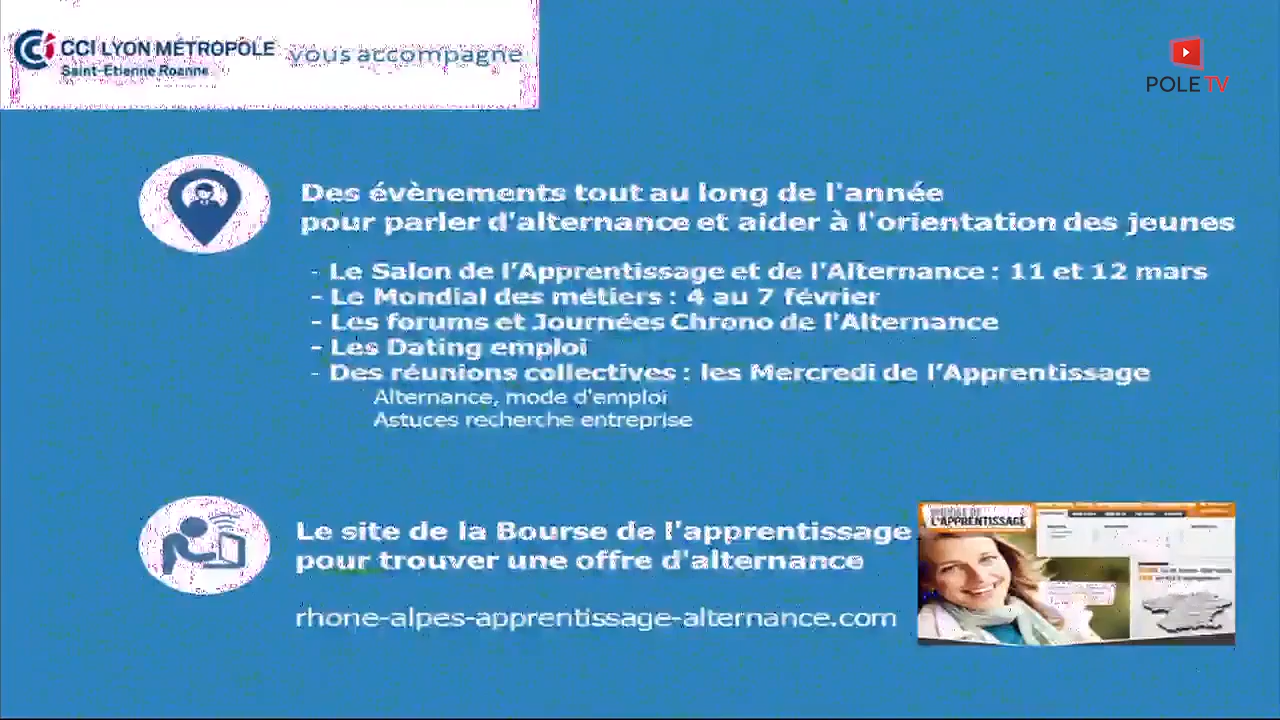 CCI LYON MÉTROPOLE
Saint-Etienne Roanne
vous accompagne
POLE TV
Des évènements tout au long de l'année
pour parler d'alternance et aider à l'orientation des jeunes
- Le Salon de l'Apprentissage et de l'Alternance : 11 et 12 mars
- Le Mondial des métiers : 4 au 7 février
- Les forums et Journées Chrono de l'Alternance
- Les Dating emploi
- Des réunions collectives : les Mercredi de l'Apprentissage
Alternance, mode d'emploi
Astuces recherche entreprise
Le site de la Bourse de l'apprentissage
pour trouver une offre d'alternance
rhone-alpes-apprentissage-alternance.com
L'APPRENTISSAGE